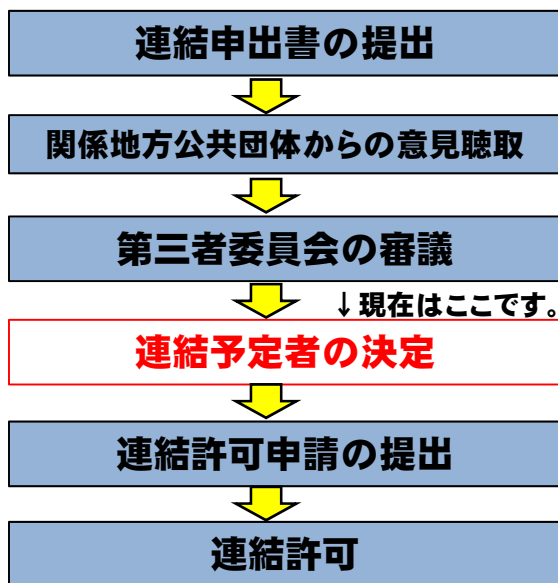 連結申出書の提出
関係地方公共団体からの意見聴取
第三者委員会の審議
↓現在はここです。
連結予定者の決定
連結許可申請の提出
連結許可